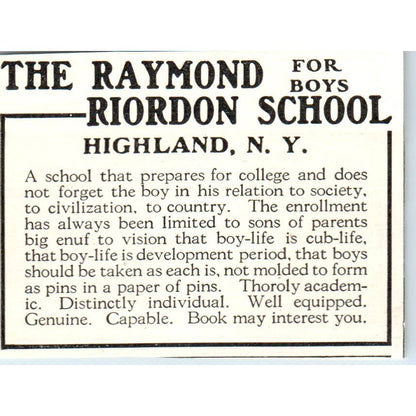 THE RAYMOND FOR BOYS
RIORDON SCHOOL
HIGHLAND, N. Y.
A school that prepares for college and does
not forget the boy in his relation to society,
to civilization, to country. The enrollment
has always been limited to sons of parents
big enuf to vision that boy-life is cub-life,
that boy-life is development period, that boys
should be taken as each is, not molded to form
as pins in a paper of pins. Thoroly academ-
ic. Distinctly individual. Well equipped.
Genuine. Capable. Book may interest you.